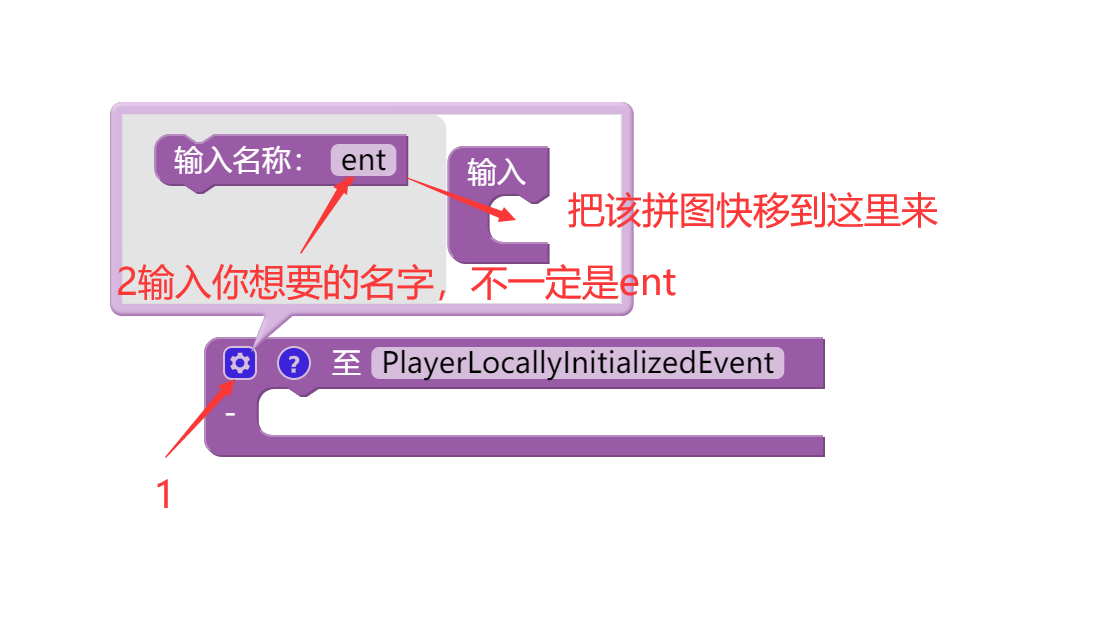 输入名称： ent
输入
把该拼图快移到这里来
2输入你想要的名字，不一定是ent
? 至 PlayerLocallyInitializedEvent
-
1